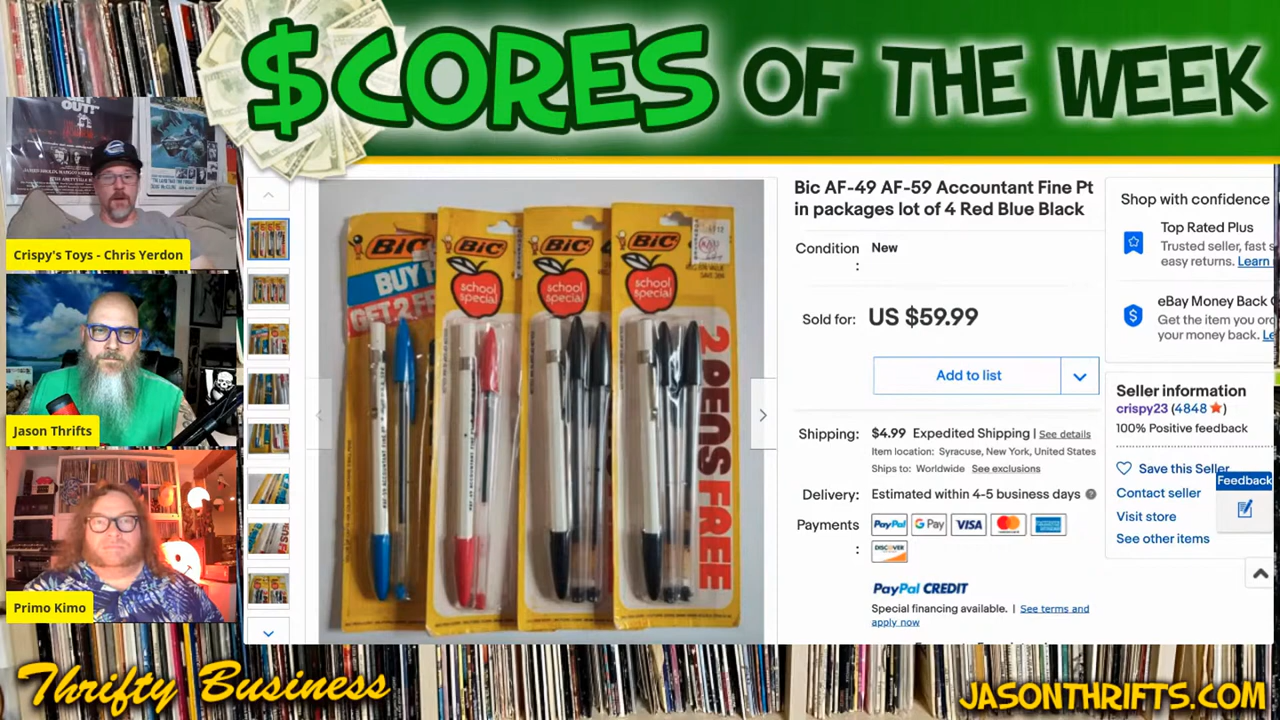 $CORES OF THE WEEK
OUT!"
Crispy's Toys - Chris Yerdon
Jason Thrifts
Primo Kimo
BIC
BUY 1
GET 2 FR
BIC
school
special
BIC
school
special
BIC
school
special
2 PENS FREE
Bic AF-49 AF-59 Accountant Fine Pt
in packages lot of 4 Red Blue Black
Condition
:
New
Sold for: US $59.99
Add to list
Shipping: $4.99 Expedited Shipping | See details
Item location: Syracuse, New York, United States
Ships to: Worldwide See exclusions
Delivery: Estimated within 4-5 business days
Payments
:
PayPal G Pay VISA
DISCOVER
PayPal CREDIT
Special financing available. | See terms and
apply now
Shop with confidence
Top Rated Plus
Trusted seller, fast s
easy returns. Learn
eBay Money Back
Get the item you ord
your money back. Le
Seller information
crispy23 (4848 ★)
100% Positive feedback
Save this Seller
Contact seller
Visit store
See other items
Feedback
Thrifty Business
JASONTHRIFTS.COM